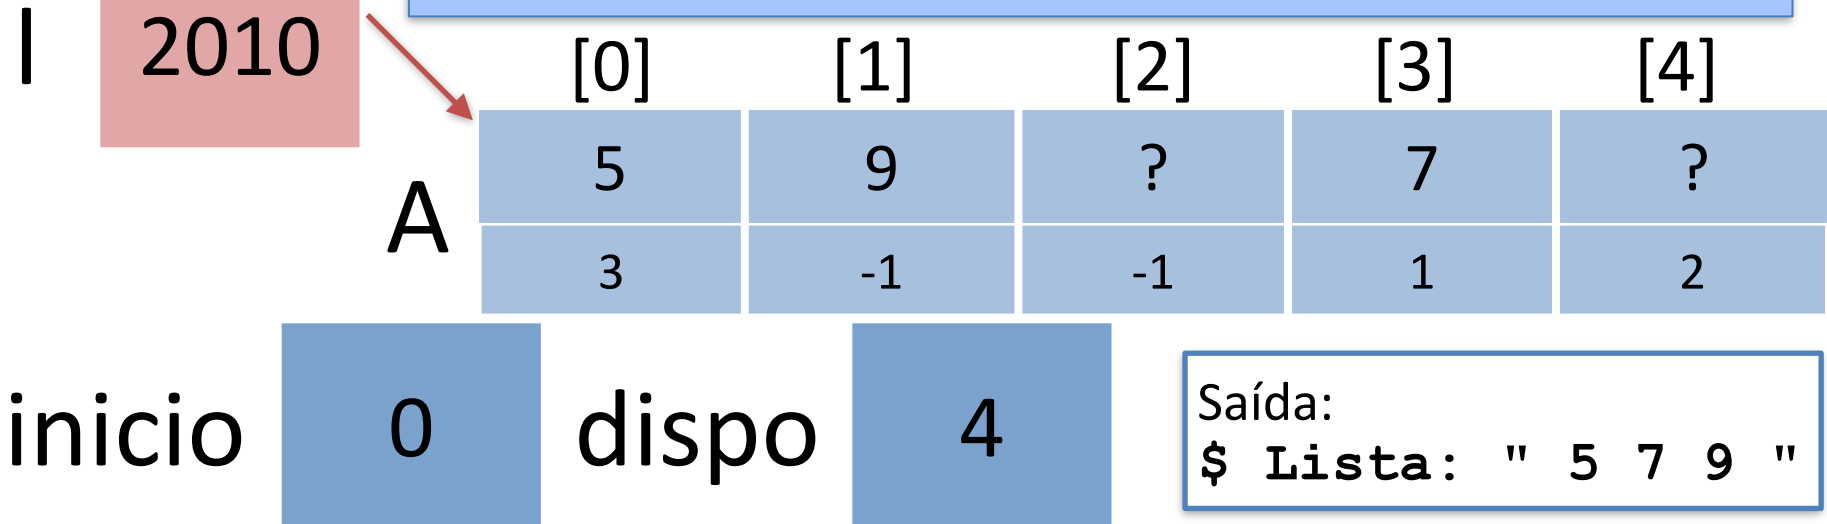 l 2010
[0] [1] [2] [3] [4]
A
5 9 ? 7 ?
3 -1 -1 1 2
inicio 0 dispo 4
Saída:
$ Lista: " 5 7 9 "